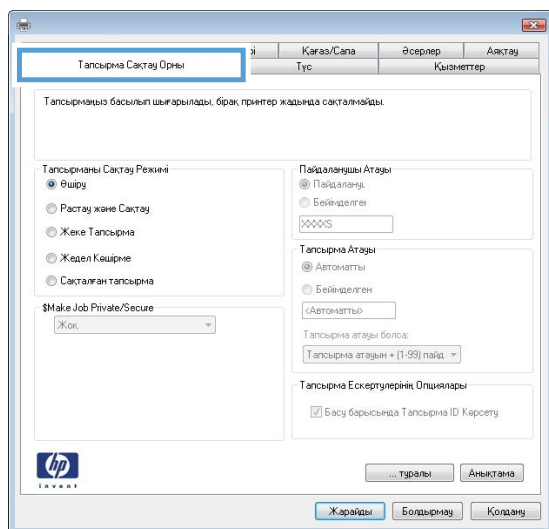 Қағаз/Сапа
Әсерлер
Аяқтау
Тапсырма Сақтау Орны
Түс
Қызметтер
Тапсырмаңыз басылып шығарылады, бірақ принтер жадында сақталмайды.
Тапсырманы Сақтау Режимі
Өшіру
Растау және Сақтау
Жеке Тапсырма
Жедел Көшірме
Сақталған тапсырма
$Make Job Private/Secure
Жоқ
Пайдаланушы Атауы
Бейімделген
Тапсырма Атауы
Автоматты
Бейімделген
<Автоматты>
Тапсырма атауы болса:
Тапсырма атауын + (1-99) пайд
Тапсырма Ескертулерінің Опциялары
Басу барысында Тапсырма ID Көрсету
hp
invent
... туралы
Анықтама
Жарайды
Болдырмау
Қолдану